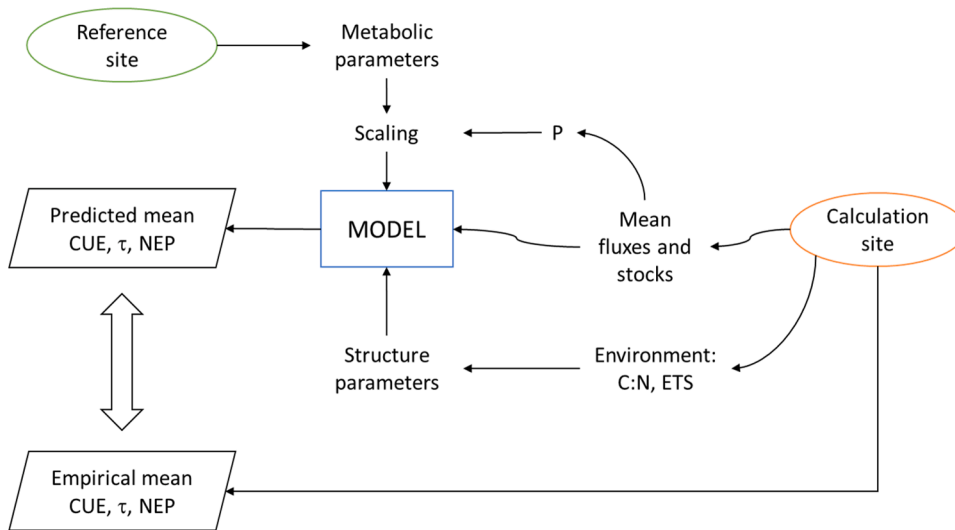 Reference
site
Metabolic
parameters
Scaling
P
Predicted mean
CUE, τ, NEP
MODEL
Mean
fluxes and
stocks
Calculation
site
Structure
parameters
Environment:
C:N, ETS
Empirical mean
CUE, τ, NEP